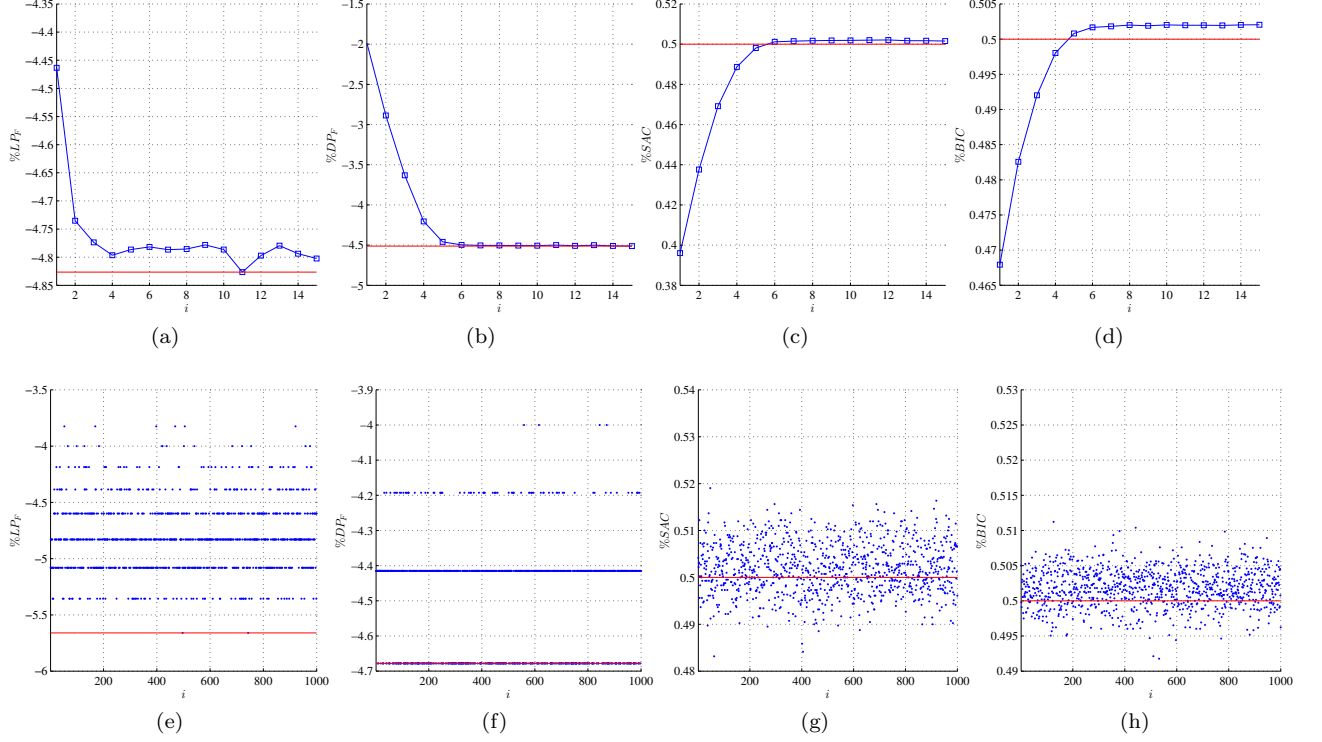 −4.35
−4.4
−4.45
−4.5
−4.55
−4.6
−4.65
−4.7
−4.75
−4.8
−4.85
2 4 6 8 10 12 14
%LP_F
i
(a)
−1.5
−2
−2.5
−3
−3.5
−4
−4.5
−5
2 4 6 8 10 12 14
%DP_F
i
(b)
0.52
0.5
0.48
0.46
0.44
0.42
0.4
0.38
2 4 6 8 10 12 14
%SAC
i
(c)
0.505
0.5
0.495
0.49
0.485
0.48
0.475
0.47
0.465
2 4 6 8 10 12 14
%BIC
i
(d)
−3.5
−4
−4.5
−5
−5.5
−6
200 400 600 800 1000
%LP_F
i
(e)
−3.9
−4
−4.1
−4.2
−4.3
−4.4
−4.5
−4.6
−4.7
200 400 600 800 1000
%DP_F
i
(f)
0.54
0.53
0.52
0.51
0.5
0.49
0.48
200 400 600 800 1000
%SAC
i
(g)
0.53
0.525
0.52
0.515
0.51
0.505
0.5
0.495
0.49
200 400 600 800 1000
%BIC
i
(h)